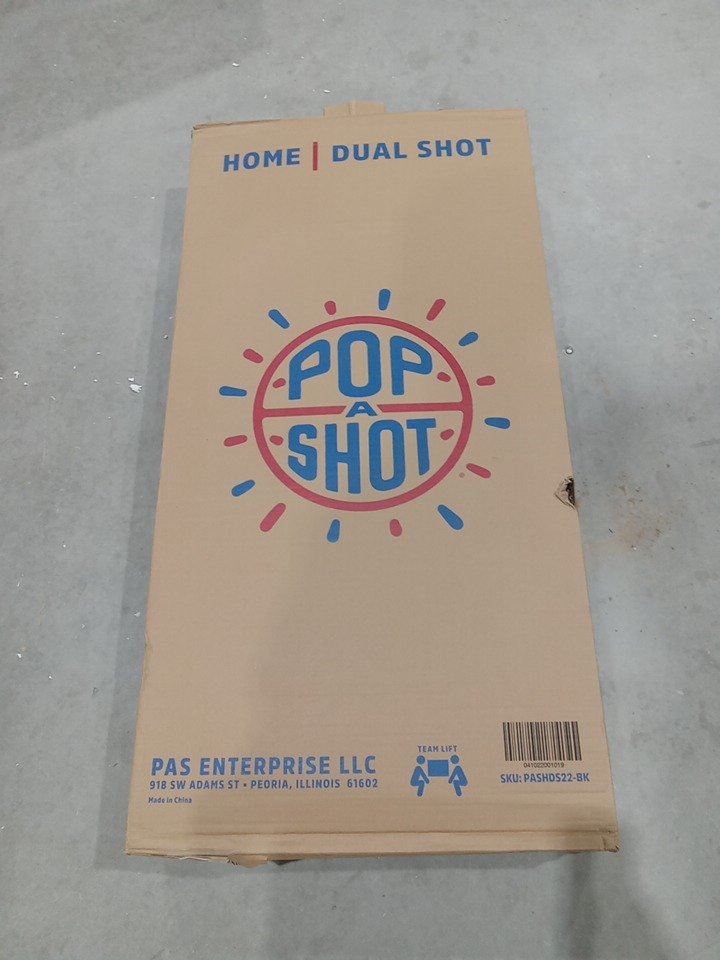 HOME | DUAL SHOT
POP
A
SHOT
TEAM LIFT
041022001019
SKU: PASHDS22-BK
PAS ENTERPRISE LLC
918 SW ADAMS ST • PEORIA, ILLINOIS 61602
Made in China